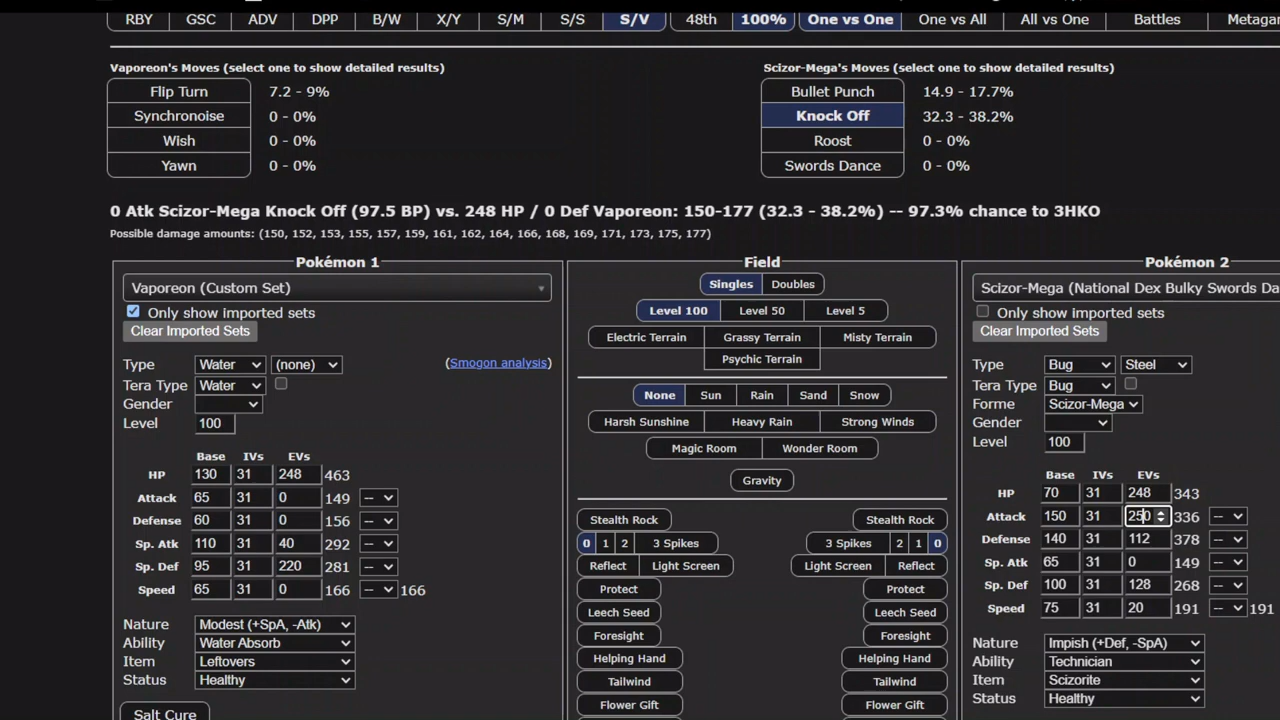 RBY GSC ADV DPP B/W X/Y S/M S/S S/V 48th 100% One vs One One vs All All vs One Battles Metagam
Vaporeon's Moves (select one to show detailed results)
Flip Turn 7.2 - 9%
Synchronoise 0 - 0%
Wish 0 - 0%
Yawn 0 - 0%
Scizor-Mega's Moves (select one to show detailed results)
Bullet Punch 14.9 - 17.7%
Knock Off 32.3 - 38.2%
Roost 0 - 0%
Swords Dance 0 - 0%
0 Atk Scizor-Mega Knock Off (97.5 BP) vs. 248 HP / 0 Def Vaporeon: 150-177 (32.3 - 38.2%) -- 97.3% chance to 3HKO
Possible damage amounts: (150, 152, 153, 155, 157, 159, 161, 162, 164, 166, 168, 169, 171, 173, 175, 177)
Pokémon 1
Vaporeon (Custom Set)
Only show imported sets
Clear Imported Sets
Type Water (none) (Smogon analysis)
Tera Type Water
Gender
Level 100
Base IVs EVs
HP 130 31 248 463
Attack 65 31 0 149 --
Defense 60 31 0 156 --
Sp. Atk 110 31 40 292 --
Sp. Def 95 31 220 281 --
Speed 65 31 0 166 -- 166
Nature Modest (+SpA, -Atk)
Ability Water Absorb
Item Leftovers
Status Healthy
Salt Cure
Field
Singles Doubles
Level 100 Level 50 Level 5
Electric Terrain Grassy Terrain Misty Terrain
Psychic Terrain
None Sun Rain Sand Snow
Harsh Sunshine Heavy Rain Strong Winds
Magic Room Wonder Room
Gravity
Stealth Rock Stealth Rock
0 1 2 3 Spikes 3 Spikes 2 1 0
Reflect Light Screen Light Screen Reflect
Protect Protect
Leech Seed Leech Seed
Foresight Foresight
Helping Hand Helping Hand
Tailwind Tailwind
Flower Gift Flower Gift
Pokémon 2
Scizor-Mega (National Dex Bulky Swords Da
Only show imported sets
Clear Imported Sets
Type Bug Steel
Tera Type Bug
Forme Scizor-Mega
Gender
Level 100
Base IVs EVs
HP 70 31 248 343
Attack 150 31 250 336 --
Defense 140 31 112 378 --
Sp. Atk 65 31 0 149 --
Sp. Def 100 31 128 268 --
Speed 75 31 20 191 -- 191
Nature Impish (+Def, -SpA)
Ability Technician
Item Scizorite
Status Healthy